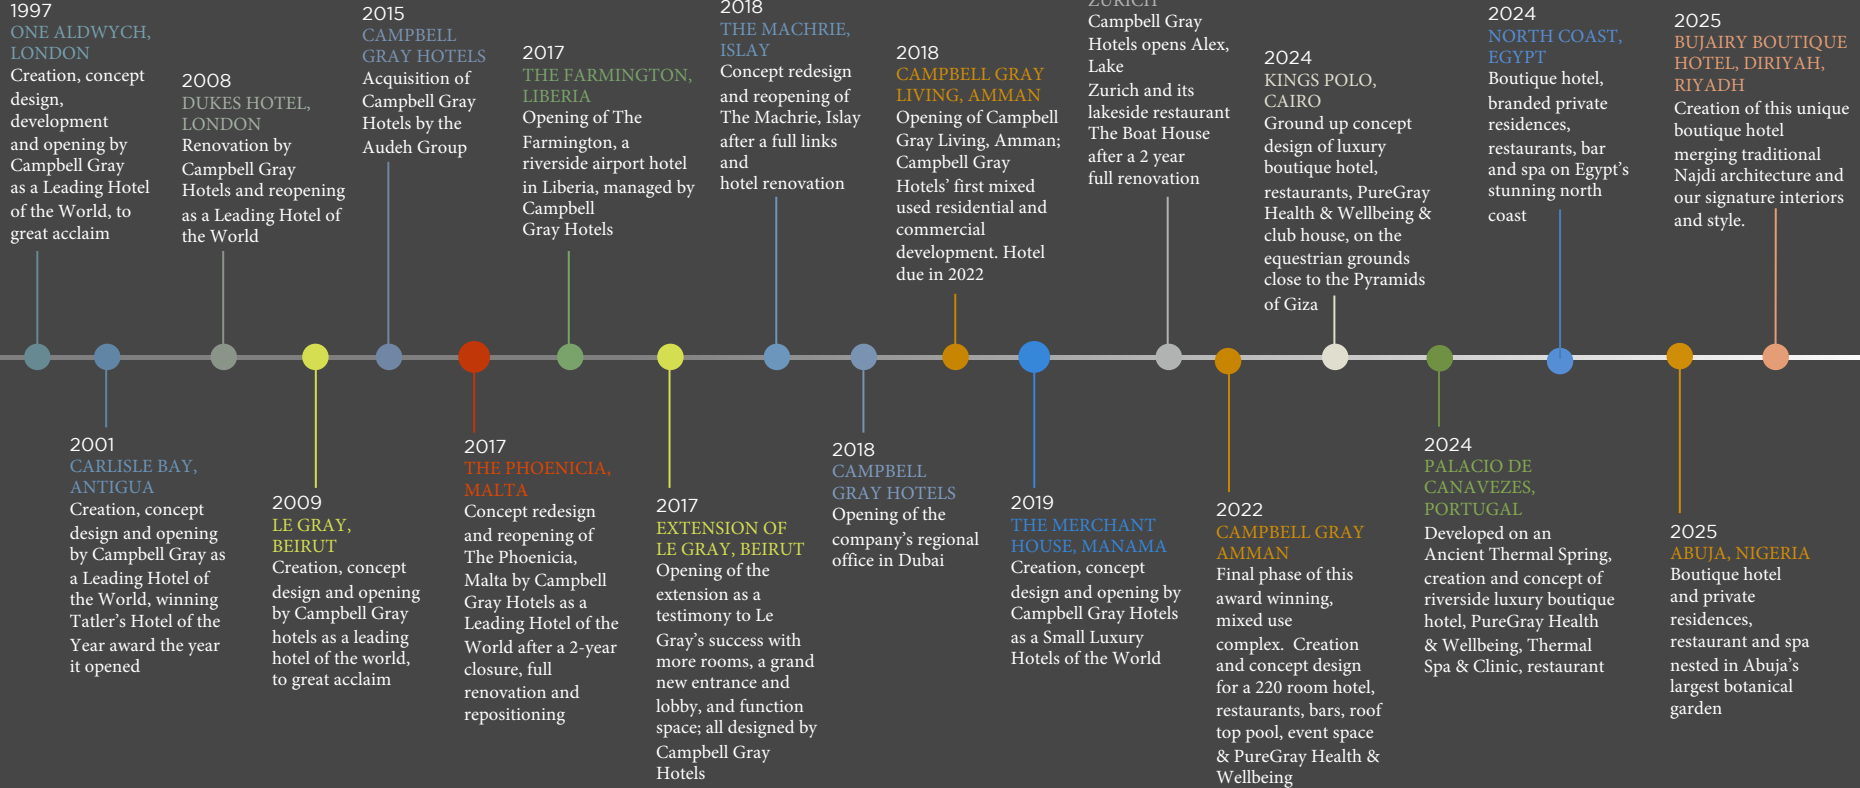 1997
ONE ALDWYCH,
LONDON
Creation, concept
design,
development
and opening by
Campbell Gray
as a Leading Hotel
of the World, to
great acclaim
2001
CARLISLE BAY,
ANTIGUA
Creation, concept
design and opening
by Campbell Gray as
a Leading Hotel of
the World, winning
Tatler’s Hotel of the
Year award the year
it opened
2008
DUKES HOTEL,
LONDON
Renovation by
Campbell Gray
Hotels and reopening
as a Leading Hotel of
the World
2009
LE GRAY,
BEIRUT
Creation, concept
design and opening
by Campbell Gray
hotels as a leading
hotel of the world,
to great acclaim
2015
CAMPBELL
GRAY HOTELS
Acquisition of
Campbell Gray
Hotels by the
Audeh Group
2017
THE PHOENICIA,
MALTA
Concept redesign
and reopening of
The Phoenicia,
Malta by Campbell
Gray Hotels as a
Leading Hotel of the
World after a 2-year
closure, full
renovation and
repositioning
2017
THE FARMINGTON,
LIBERIA
Opening of The
Farmington, a
riverside airport hotel
in Liberia, managed by
Campbell
Gray Hotels
2017
EXTENSION OF
LE GRAY, BEIRUT
Opening of the
extension as a
testimony to Le
Gray’s success with
more rooms, a grand
new entrance and
lobby, and function
space; all designed by
Campbell Gray
Hotels
2018
THE MACHRIE,
ISLAY
Concept redesign
and reopening of
The Machrie, Islay
after a full links
and
hotel renovation
2018
CAMPBELL
GRAY HOTELS
Opening of the
company’s regional
office in Dubai
2018
CAMPBELL GRAY
LIVING, AMMAN
Opening of Campbell
Gray Living, Amman;
Campbell Gray
Hotels’ first mixed
used residential and
commercial
development. Hotel
due in 2022
2019
THE MERCHANT
HOUSE, MANAMA
Creation, concept
design and opening by
Campbell Gray Hotels
as a Small Luxury
Hotels of the World
ZURICH
Campbell Gray
Hotels opens Alex,
Lake
Zurich and its
lakeside restaurant
The Boat House
after a 2 year
full renovation
2022
CAMPBELL GRAY
AMMAN
Final phase of this
award winning,
mixed use
complex. Creation
and concept design
for a 220 room hotel,
restaurants, bars, roof
top pool, event space
& PureGray Health &
Wellbeing
2024
KINGS POLO,
CAIRO
Ground up concept
design of luxury
boutique hotel,
restaurants, PureGray
Health & Wellbeing &
club house, on the
equestrian grounds
close to the Pyramids
of Giza
2024
PALACIO DE
CANAVEZES,
PORTUGAL
Developed on an
Ancient Thermal Spring,
creation and concept of
riverside luxury boutique
hotel, PureGray Health
& Wellbeing, Thermal
Spa & Clinic, restaurant
2024
NORTH COAST,
EGYPT
Boutique hotel,
branded private
residences,
restaurants, bar
and spa on Egypt’s
stunning north
coast
2025
ABUJA, NIGERIA
Boutique hotel
and private
residences,
restaurant and spa
nested in Abuja’s
largest botanical
garden
2025
BUJAIRY BOUTIQUE
HOTEL, DIRIYAH,
RIYADH
Creation of this unique
boutique hotel
merging traditional
Najdi architecture and
our signature interiors
and style.